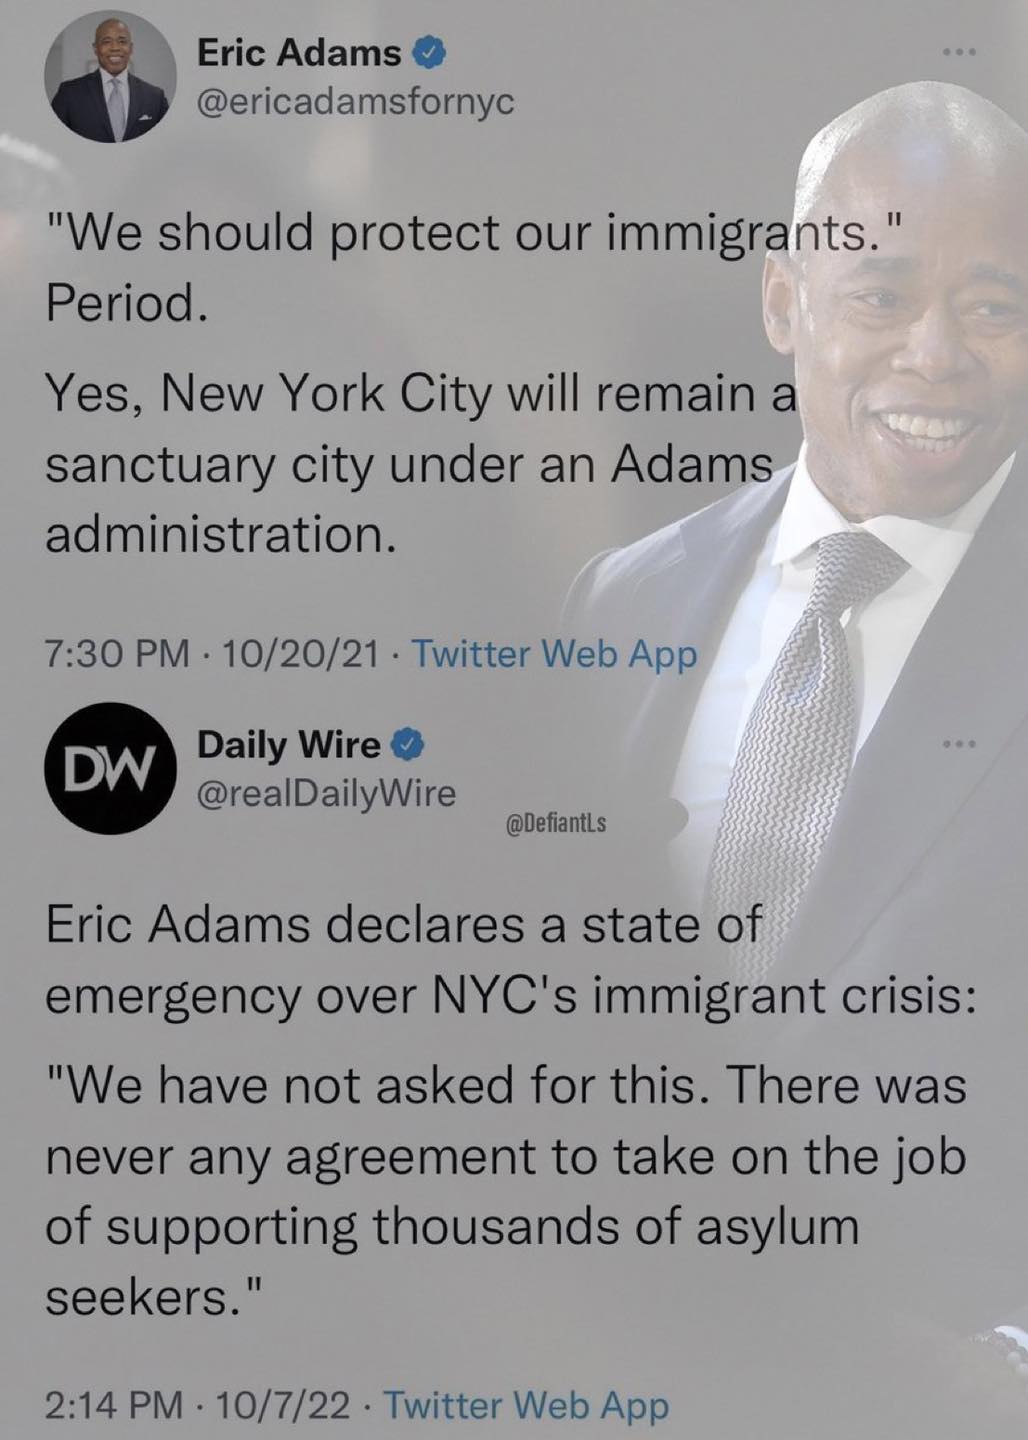 Eric Adams
@ericadamsfornyc
"We should protect our immigrants."
Period.
Yes, New York City will remain a
sanctuary city under an Adams
administration.
7:30 PM · 10/20/21 · Twitter Web App
DW
Daily Wire
@realDailyWire
@DefiantLs
Eric Adams declares a state of
emergency over NYC's immigrant crisis:
"We have not asked for this. There was
never any agreement to take on the job
of supporting thousands of asylum
seekers."
2:14 PM · 10/7/22 · Twitter Web App